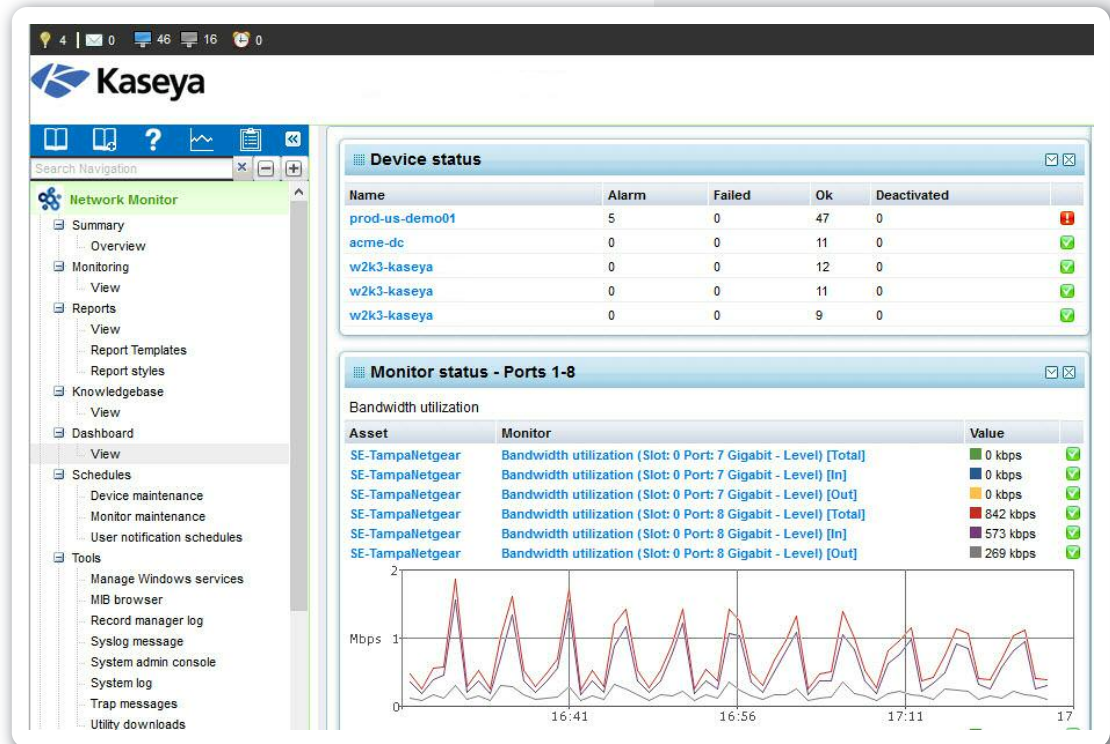 4 | 0 46 16 0
Kaseya
?
Search Navigation
Network Monitor
Summary
Overview
Monitoring
View
Reports
View
Report Templates
Report styles
Knowledgebase
View
Dashboard
View
Schedules
Device maintenance
Monitor maintenance
User notification schedules
Tools
Manage Windows services
MIB browser
Record manager log
Syslog message
System admin console
System log
Trap messages
Utility downloads
Device status
Name Alarm Failed Ok Deactivated
prod-us-demo01 5 0 47 0
acme-dc 0 0 11 0
w2k3-kaseya 0 0 12 0
w2k3-kaseya 0 0 11 0
w2k3-kaseya 0 0 9 0
Monitor status - Ports 1-8
Bandwidth utilization
Asset Monitor Value
SE-TampaNetgear Bandwidth utilization (Slot: 0 Port: 7 Gigabit - Level) [Total] 0 kbps
SE-TampaNetgear Bandwidth utilization (Slot: 0 Port: 7 Gigabit - Level) [In] 0 kbps
SE-TampaNetgear Bandwidth utilization (Slot: 0 Port: 7 Gigabit - Level) [Out] 0 kbps
SE-TampaNetgear Bandwidth utilization (Slot: 0 Port: 8 Gigabit - Level) [Total] 842 kbps
SE-TampaNetgear Bandwidth utilization (Slot: 0 Port: 8 Gigabit - Level) [In] 573 kbps
SE-TampaNetgear Bandwidth utilization (Slot: 0 Port: 8 Gigabit - Level) [Out] 269 kbps
2
Mbps 1
0
16:41 16:56 17:11 17